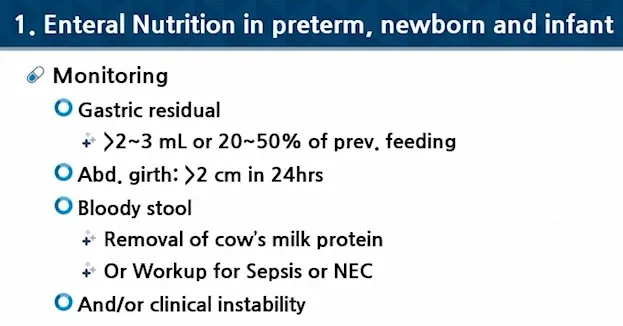 1. Enteral Nutrition in preterm, newborn and infant
Monitoring
Gastric residual
>2~3 mL or 20~50% of prev. feeding
Abd. girth: >2 cm in 24hrs
Bloody stool
Removal of cow's milk protein
Or Workup for Sepsis or NEC
And/or clinical instability